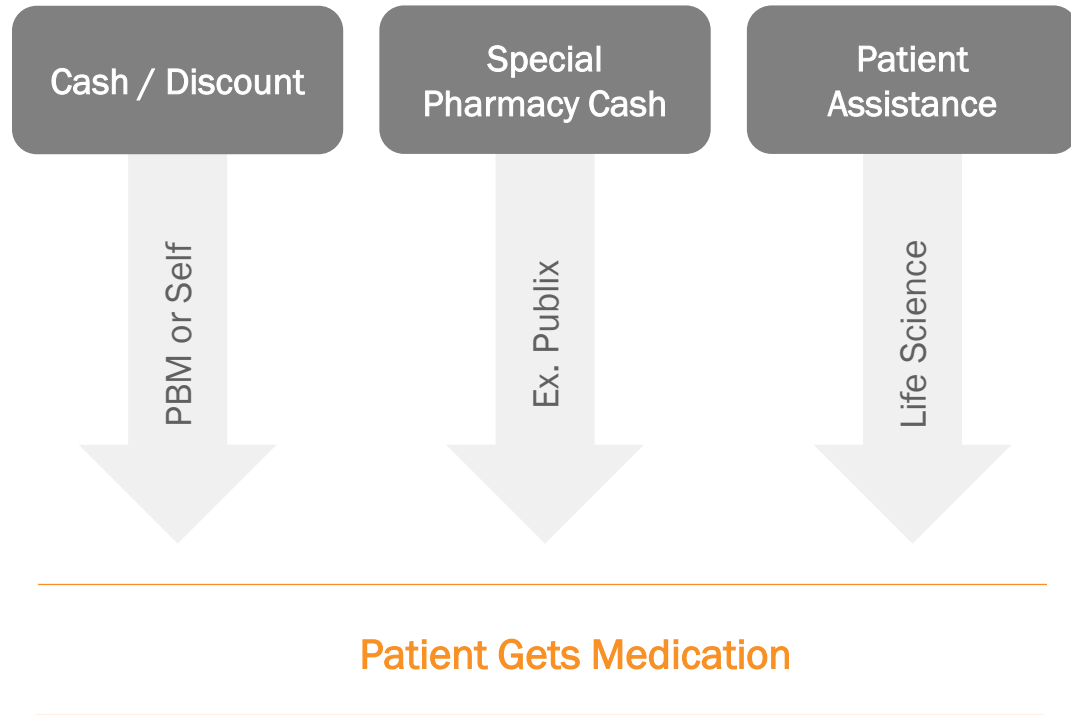 Cash / Discount
Special
Pharmacy Cash
Patient
Assistance
PBM or Self
Ex. Publix
Life Science
Patient Gets Medication